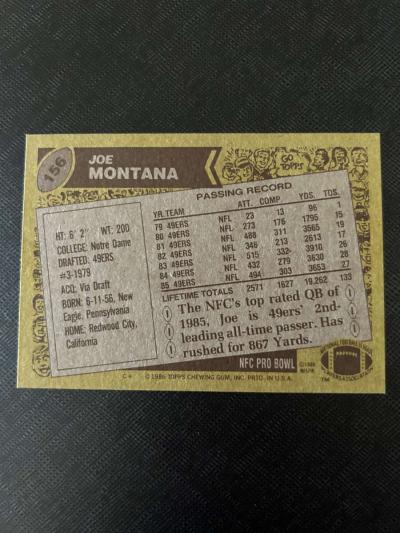 156
JOE
MONTANA
GO TOPPS
PASSING RECORD
YR. TEAM ATT. COMP. YDS. TDS.
79 49ERS NFL 23 13 96 1
80 49ERS NFL 273 176 1795 15
81 49ERS NFL 488 311 3565 19
82 49ERS NFL 346 213 2613 17
83 49ERS NFL 515 332 3910 26
84 49ERS NFL 432 279 3630 28
85 49ERS NFL 494 303 3653 27
LIFETIME TOTALS 2571 1627 19,262 133
HT: 6' 2" WT: 200
COLLEGE: Notre Dame
DRAFTED: 49ERS
#3-1979
ACQ: Via Draft
BORN: 6-11-56, New
Eagle, Pennsylvania
HOME: Redwood City,
California
The NFC's top rated QB of
1985, Joe is 49ers' 2nd-
leading all-time passer. Has
rushed for 867 Yards.
NFC PRO BOWL
©1986
TM
C* © 1986 TOPPS CHEWING GUM, INC. PRTD. IN U.S.A.